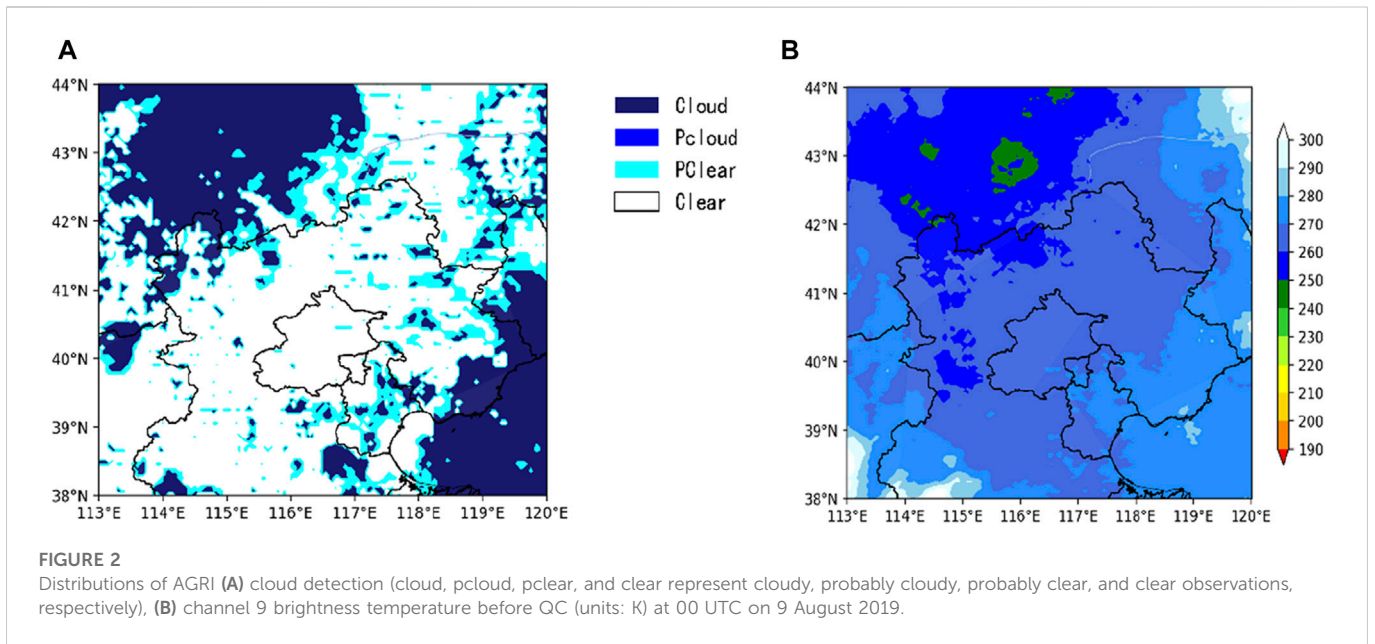 A
B
44°N
43°N
42°N
41°N
40°N
39°N
38°N
113°E 114°E 115°E 116°E 117°E 118°E 119°E 120°E
Cloud
Pcloud
PClear
Clear
44°N
43°N
42°N
41°N
40°N
39°N
38°N
113°E 114°E 115°E 116°E 117°E 118°E 119°E 120°E
300
290
280
270
260
250
240
230
220
210
200
190
FIGURE 2
Distributions of AGRI (A) cloud detection (cloud, pcloud, pclear, and clear represent cloudy, probably cloudy, probably clear, and clear observations,
respectively), (B) channel 9 brightness temperature before QC (units: K) at 00 UTC on 9 August 2019.